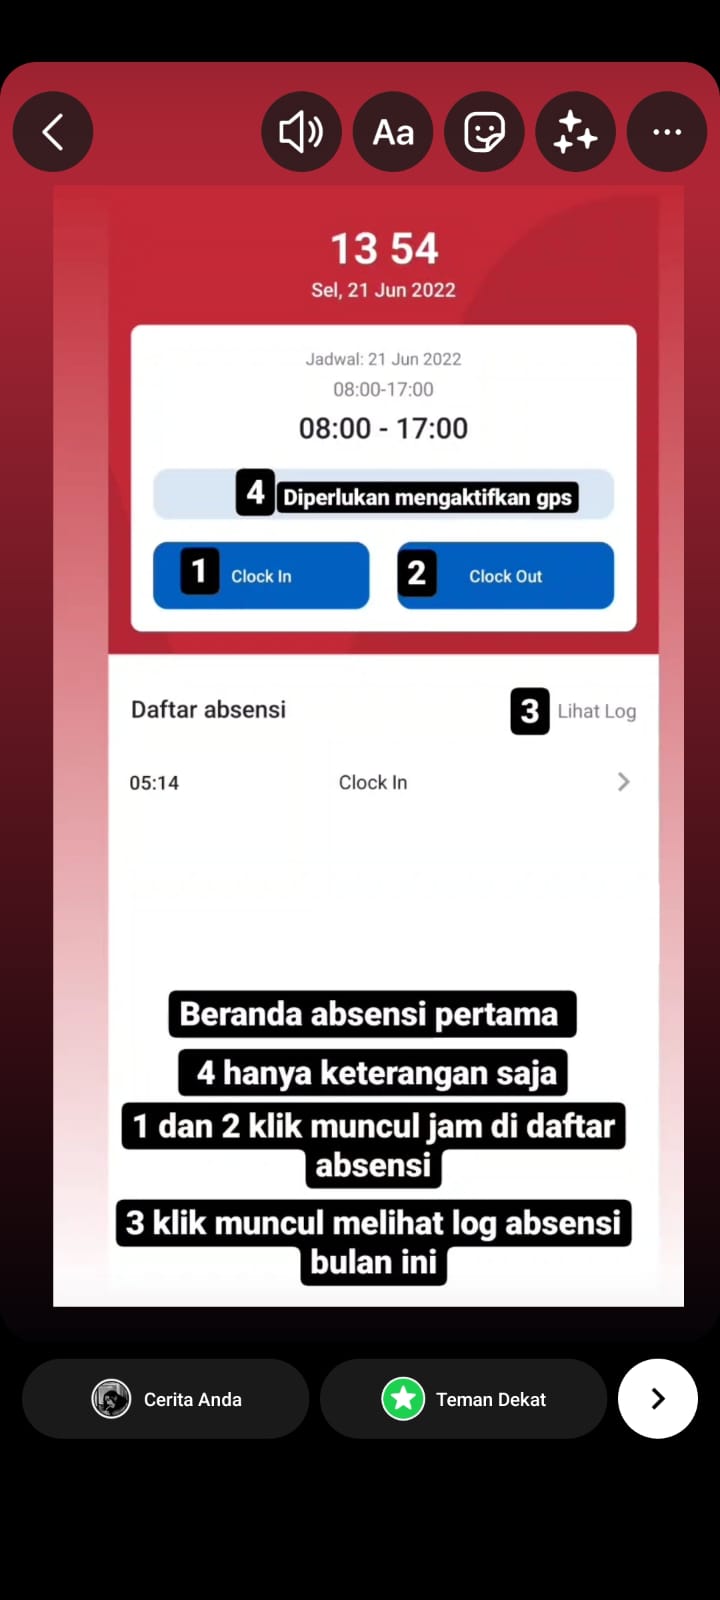 Aa
13 54
Sel, 21 Jun 2022
Jadwal: 21 Jun 2022
08:00-17:00
08:00 - 17:00
4 Diperlukan mengaktifkan gps
1 Clock In
2 Clock Out
Daftar absensi
3 Lihat Log
05:14 Clock In
Beranda absensi pertama
4 hanya keterangan saja
1 dan 2 klik muncul jam di daftar
absensi
3 klik muncul melihat log absensi
bulan ini
Cerita Anda
Teman Dekat